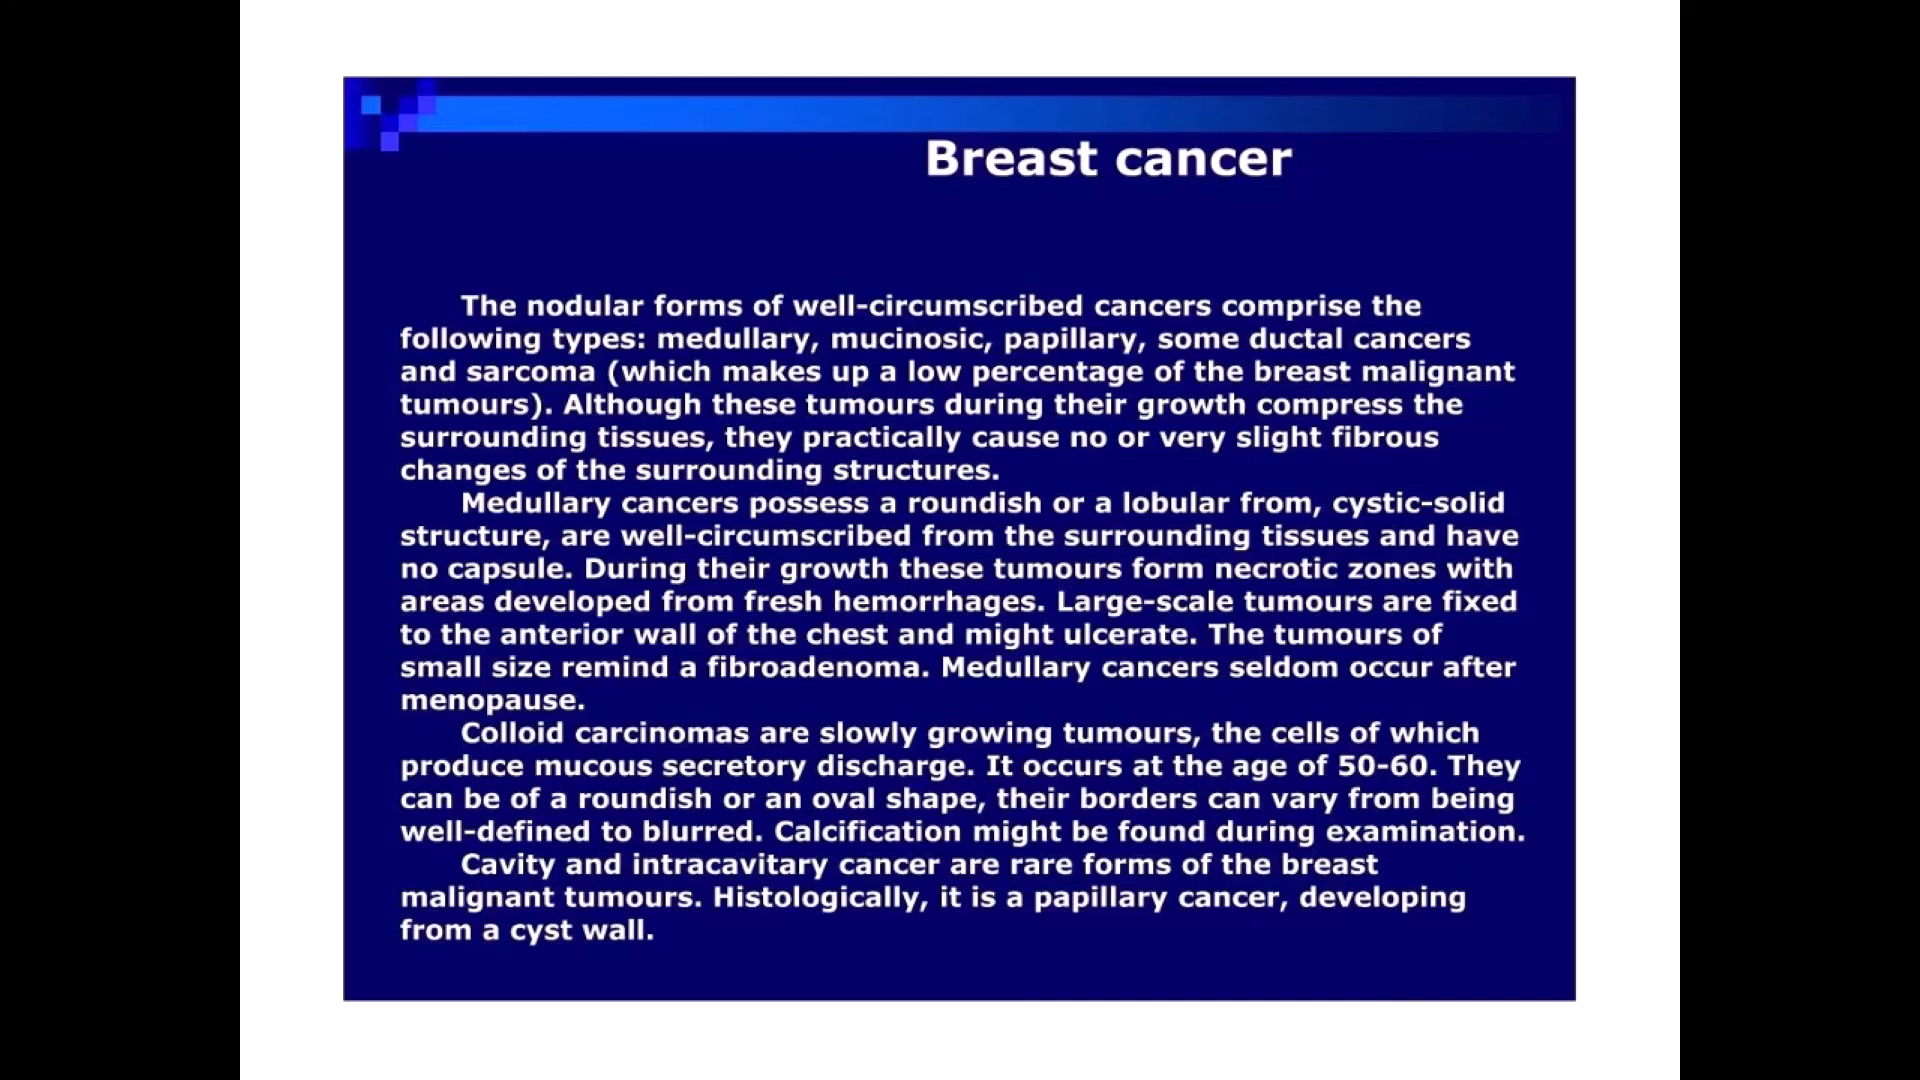 Breast cancer
The nodular forms of well-circumscribed cancers comprise the
following types: medullary, mucinosic, papillary, some ductal cancers
and sarcoma (which makes up a low percentage of the breast malignant
tumours). Although these tumours during their growth compress the
surrounding tissues, they practically cause no or very slight fibrous
changes of the surrounding structures.
Medullary cancers possess a roundish or a lobular from, cystic-solid
structure, are well-circumscribed from the surrounding tissues and have
no capsule. During their growth these tumours form necrotic zones with
areas developed from fresh hemorrhages. Large-scale tumours are fixed
to the anterior wall of the chest and might ulcerate. The tumours of
small size remind a fibroadenoma. Medullary cancers seldom occur after
menopause.
Colloid carcinomas are slowly growing tumours, the cells of which
produce mucous secretory discharge. It occurs at the age of 50-60. They
can be of a roundish or an oval shape, their borders can vary from being
well-defined to blurred. Calcification might be found during examination.
Cavity and intracavitary cancer are rare forms of the breast
malignant tumours. Histologically, it is a papillary cancer, developing
from a cyst wall.